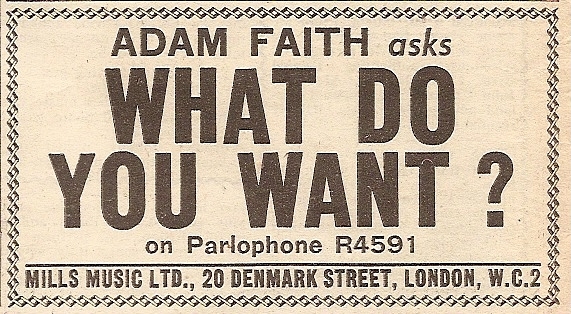 ADAM FAITH asks
WHAT DO
YOU WANT ?
on Parlophone R4591
MILLS MUSIC LTD., 20 DENMARK STREET, LONDON, W.C.2